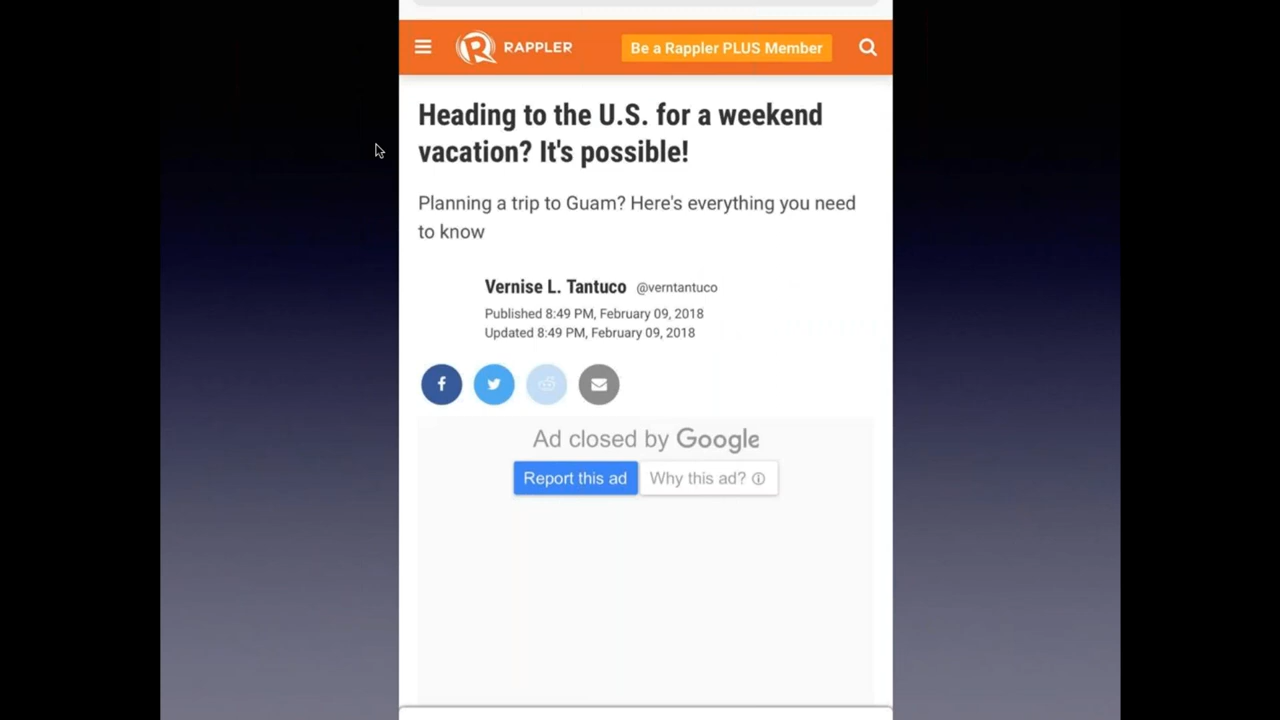 RAPPLER
Be a Rappler PLUS Member
Heading to the U.S. for a weekend
vacation? It's possible!
Planning a trip to Guam? Here's everything you need
to know
Vernise L. Tantuco @verntantuco
Published 8:49 PM, February 09, 2018
Updated 8:49 PM, February 09, 2018
Ad closed by Google
Report this ad
Why this ad?